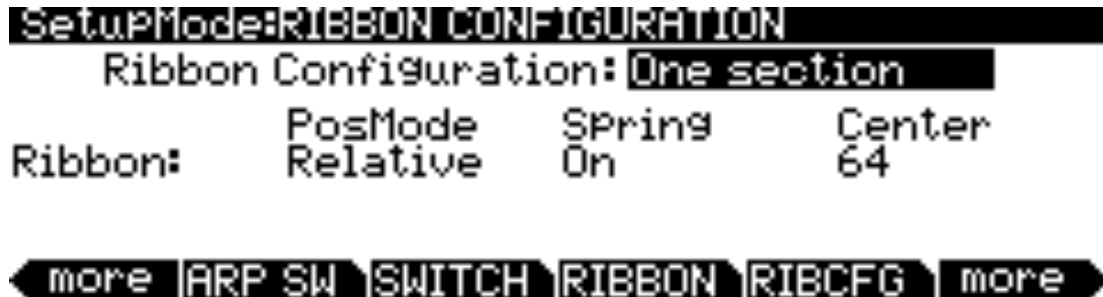 SetupMode:RIBBON CONFIGURATION
Ribbon Configuration: One section
PosMode Spring Center
Ribbon: Relative On 64
more ARP SW SWITCH RIBBON RIBCFG more